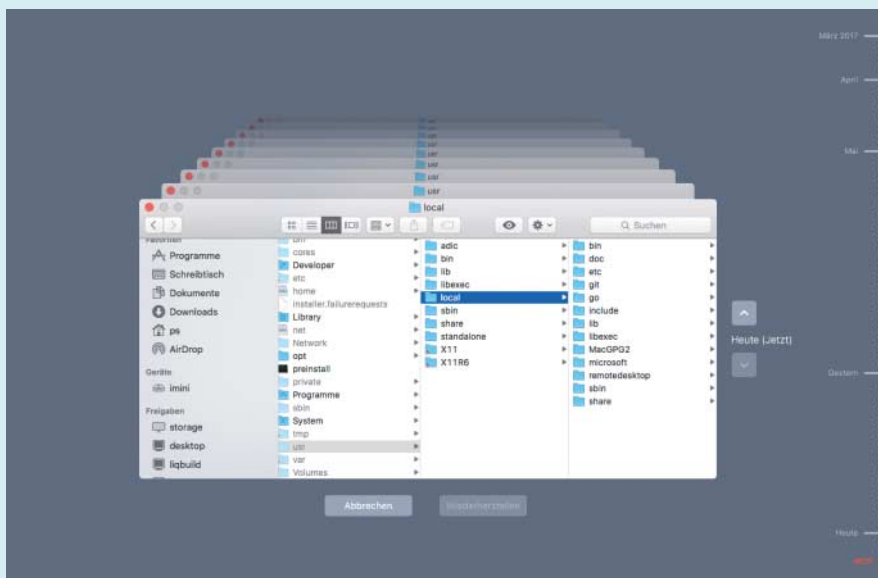 März 2017
April
Mai
usr
usr
usr
usr
usr
local
Suchen
Favoriten
Programme
Schreibtisch
Dokumente
Downloads
ps
AirDrop
Geräte
imini
Freigaben
storage
desktop
liqbuild
bin
cores
Developer
etc
home
installer.failurerequests
Library
net
Network
opt
preinstall
private
Programme
sbin
System
tmp
usr
var
Volumes
adic
bin
lib
libexec
local
sbin
share
standalone
X11
X11R6
bin
doc
etc
git
go
include
lib
libexec
MacGPG2
microsoft
remotedesktop
sbin
share
Heute (Jetzt)
Gestern
Abbrechen
Wiederherstellen
Heute